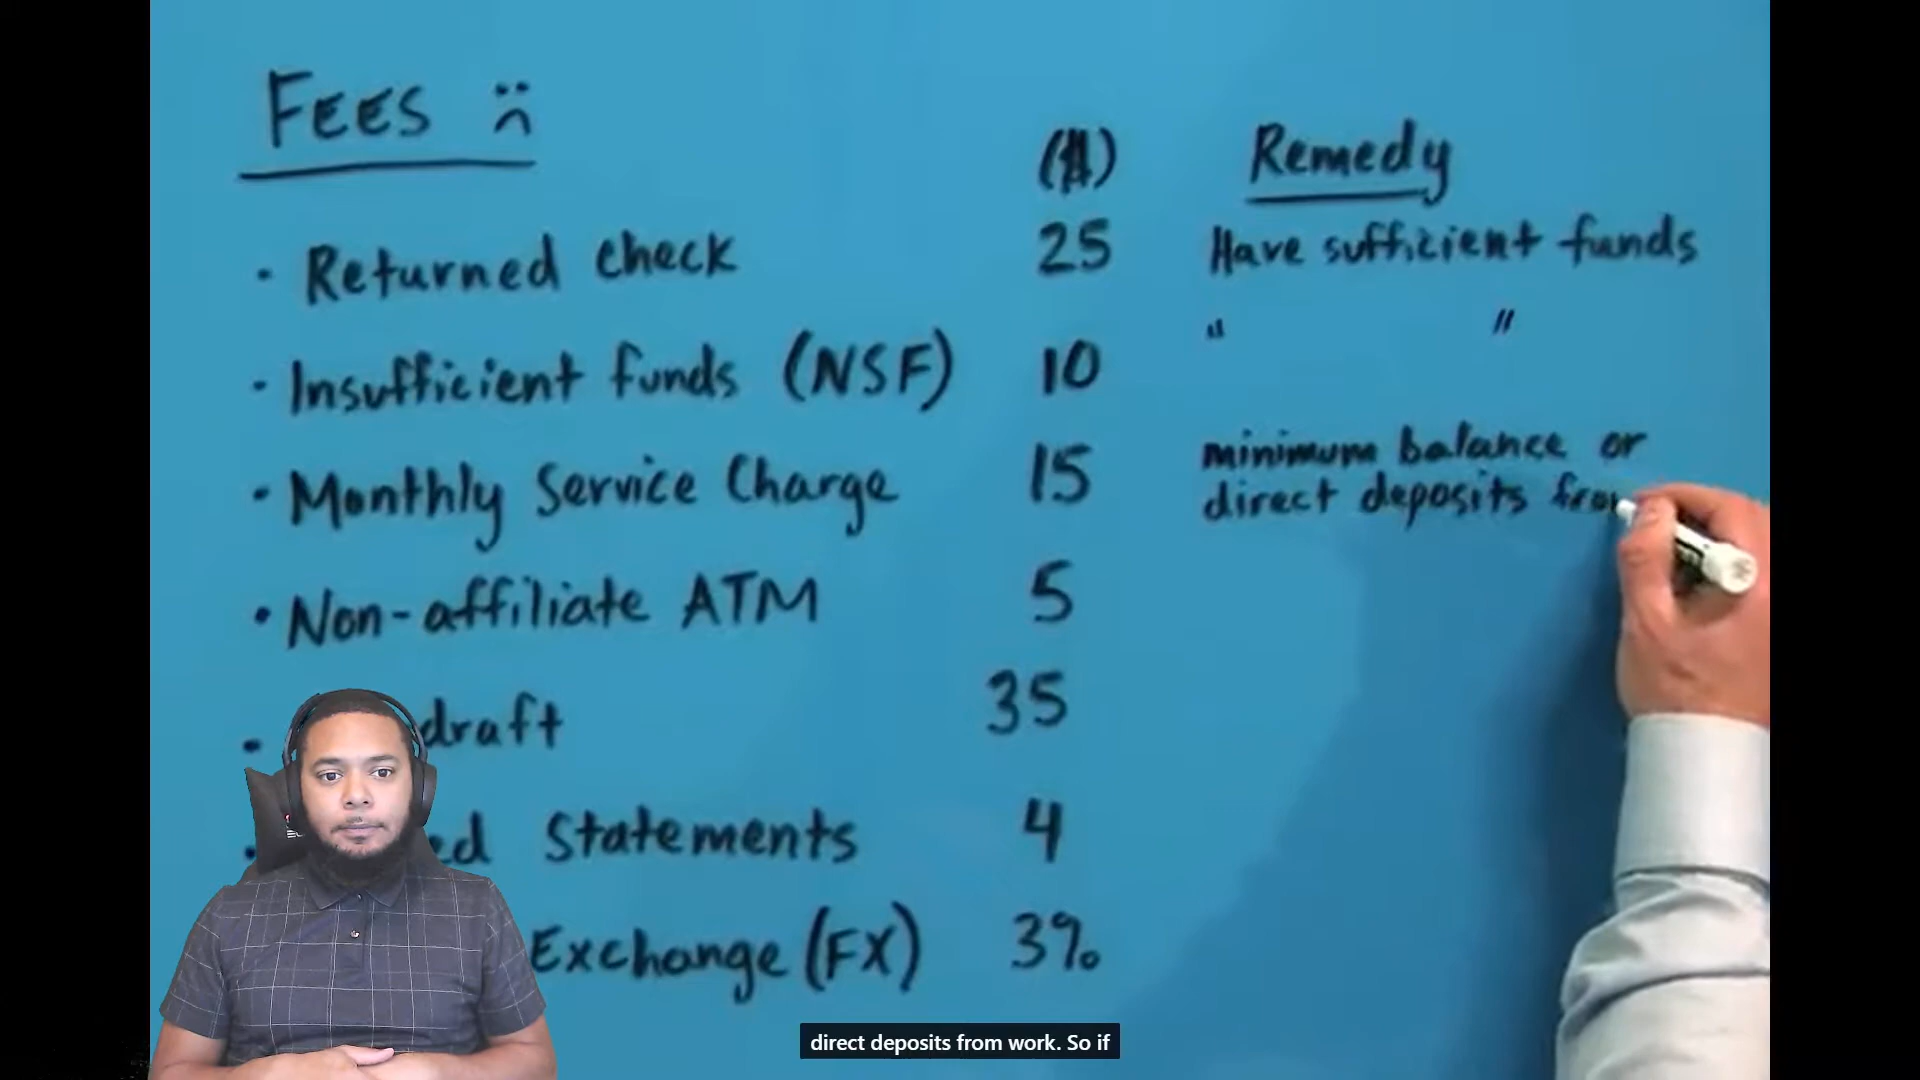 FEES :(
($)
Remedy
• Returned check 25 Have sufficient funds
• Insufficient funds (NSF) 10 " "
• Monthly Service Charge 15 minimum balance or
direct deposits
• Non-affiliate ATM 5
• draft 35
• ed Statements 4
Exchange (FX) 3%
direct deposits from work. So if